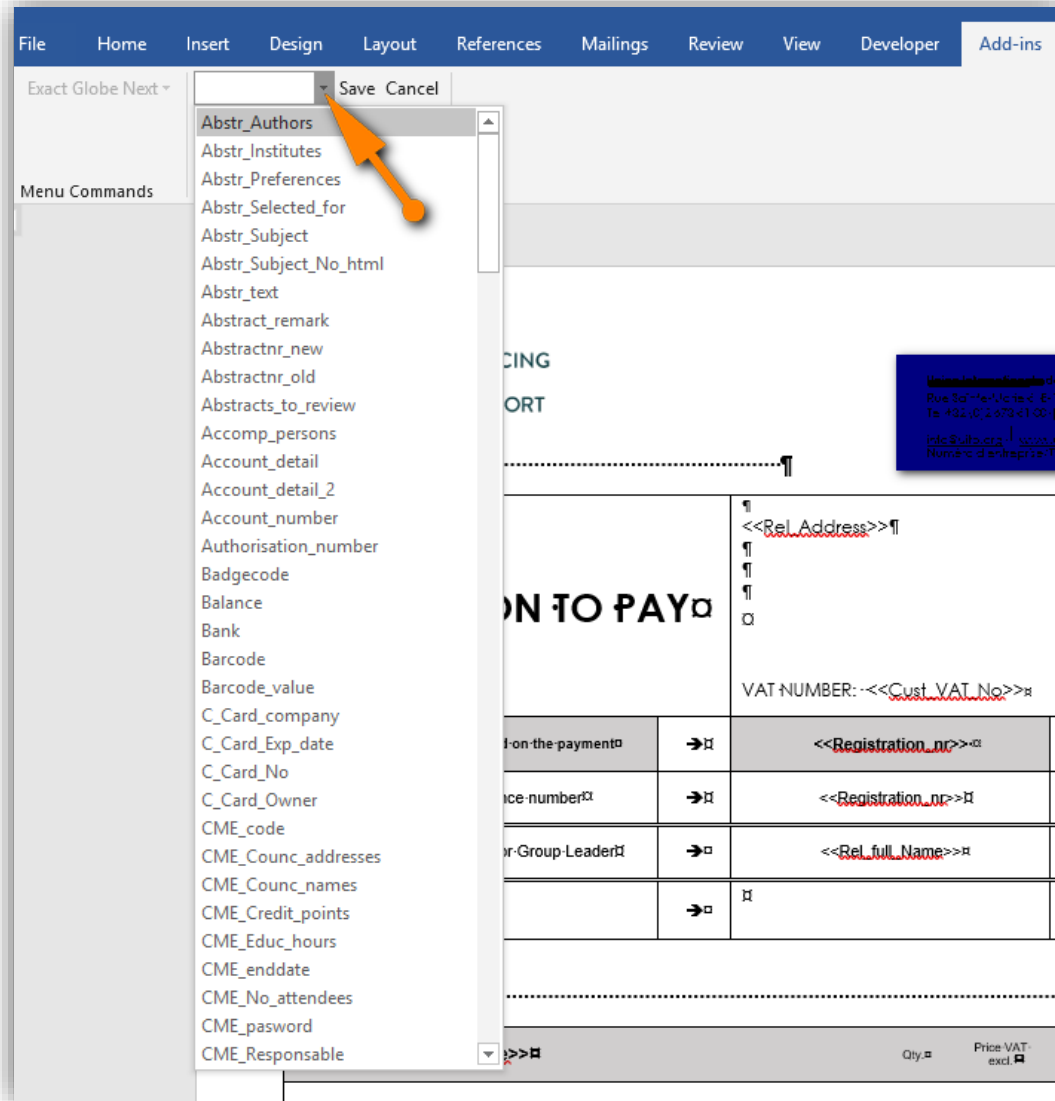 File Home Insert Design Layout References Mailings Review View Developer Add-ins
Exact Globe Next Save Cancel
Menu Commands
Abstr_Authors
Abstr_Institutes
Abstr_Preferences
Abstr_Selected_for
Abstr_Subject
Abstr_Subject_No_html
Abstr_text
Abstract_remark
Abstractnr_new
Abstractnr_old
Abstracts_to_review
Accomp_persons
Account_detail
Account_detail_2
Account_number
Authorisation_number
Badgecode
Balance
Bank
Barcode
Barcode_value
C_Card_company
C_Card_Exp_date
C_Card_No
C_Card_Owner
CME_code
CME_Counc_addresses
CME_Counc_names
CME_Credit_points
CME_Educ_hours
CME_enddate
CME_No_attendees
CME_pasword
CME_Responsable
CING
ORT
¶
¶
<<Rel_Address>>¶
¶
¶
¶
¤
ON·TO·PAY¤
VAT·NUMBER:·<<Cust_VAT_No>>¤
d·on·the·payment¤ ➔¤ <<Registration_nr>>·¤
nce·number¤ ➔¤ <<Registration_nr>>¤
or·Group·Leader¤ ➔¤ <<Rel_full_Name>>¤
➔¤ ¤
>>¤ Qty.¤ Price·VAT·
excl.¤